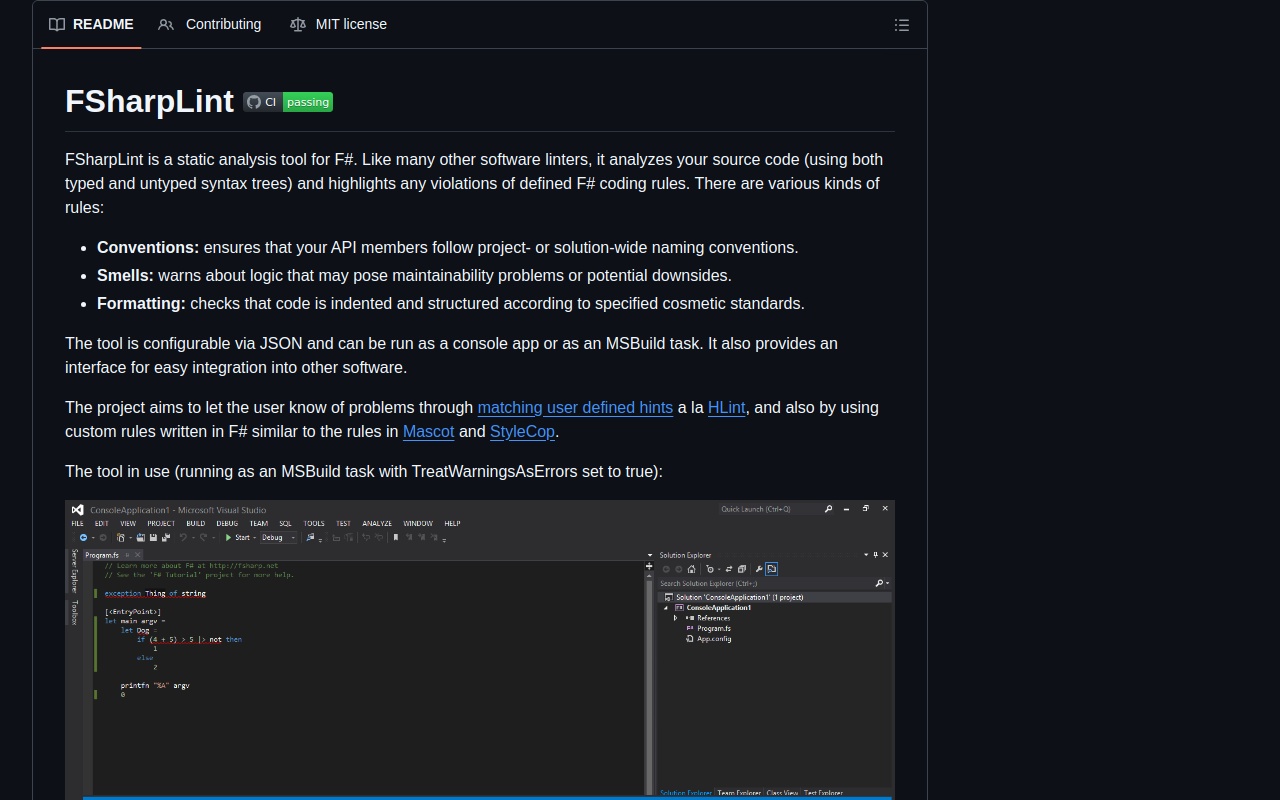 README
Contributing
MIT license
FSharpLint
CI passing
FSharpLint is a static analysis tool for F#. Like many other software linters, it analyzes your source code (using both
typed and untyped syntax trees) and highlights any violations of defined F# coding rules. There are various kinds of
rules:
Conventions: ensures that your API members follow project- or solution-wide naming conventions.
Smells: warns about logic that may pose maintainability problems or potential downsides.
Formatting: checks that code is indented and structured according to specified cosmetic standards.
The tool is configurable via JSON and can be run as a console app or as an MSBuild task. It also provides an
interface for easy integration into other software.
The project aims to let the user know of problems through matching user defined hints a la HLint, and also by using
custom rules written in F# similar to the rules in Mascot and StyleCop.
The tool in use (running as an MSBuild task with TreatWarningsAsErrors set to true):
ConsoleApplication1 - Microsoft Visual Studio
Quick Launch (Ctrl+Q)
FILE EDIT VIEW PROJECT BUILD DEBUG TEAM SQL TOOLS TEST ANALYZE WINDOW HELP
Start Debug
Server Explorer
Toolbox
Program.fs
// Learn more about F# at http://fsharp.net
// See the 'F# Tutorial' project for more help.
exception Thing of string
[<EntryPoint>]
let main argv =
let Dog =
if (4 + 5) > 5 |> not then
1
else
2
printfn "%A" argv
0
Solution Explorer
Search Solution Explorer (Ctrl+;)
Solution 'ConsoleApplication1' (1 project)
ConsoleApplication1
References
Program.fs
App.config
Solution Explorer Team Explorer Class View Test Explorer